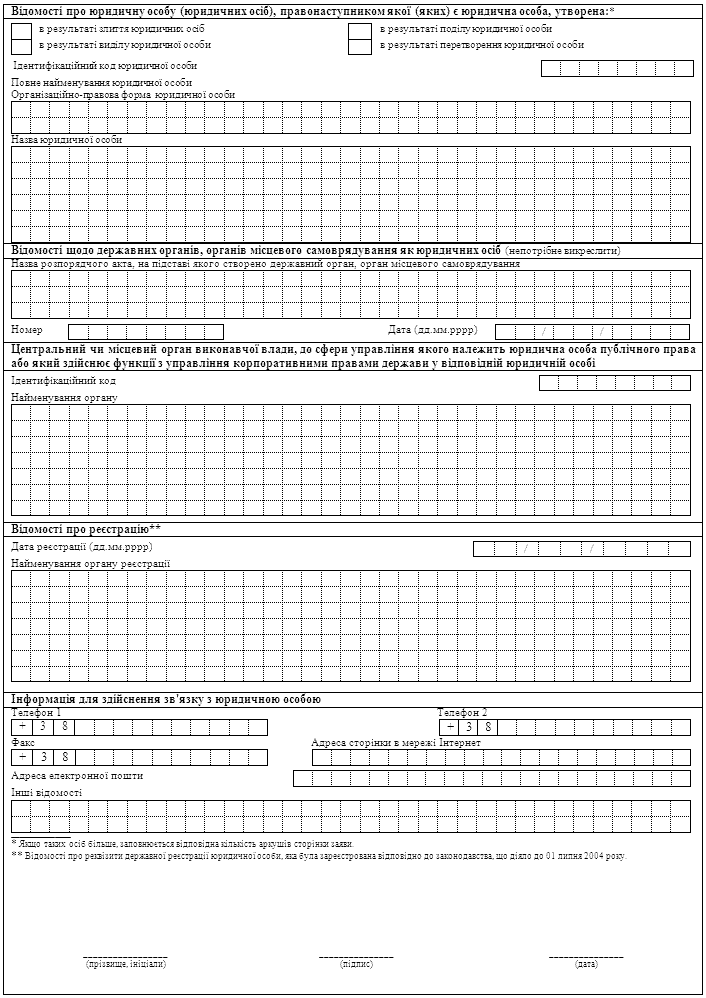 Відомості про юридичну особу (юридичних осіб), правонаступником якої (яких) є юридична особа, утворена:*
в результаті злиття юридичних осіб
в результаті поділу юридичної особи
в результаті виділу юридичної особи
в результаті перетворення юридичної особи
Ідентифікаційний код юридичної особи
Повне найменування юридичної особи
Організаційно-правова форма юридичної особи
Назва юридичної особи
Відомості щодо державних органів, органів місцевого самоврядування як юридичних осіб (непотрібне викреслити)
Назва розпорядчого акта, на підставі якого створено державний орган, орган місцевого самоврядування
Номер
Дата (дд.мм.рррр) / /
Центральний чи місцевий орган виконавчої влади, до сфери управління якого належить юридична особа публічного права
або який здійснює функції з управління корпоративними правами держави у відповідній юридичній особі
Ідентифікаційний код
Найменування органу
Відомості про реєстрацію**
Дата реєстрації (дд.мм.рррр) / /
Найменування органу реєстрації
Інформація для здійснення зв'язку з юридичною особою
Телефон 1
Телефон 2
+ 3 8
+ 3 8
Факс
Адреса сторінки в мережі Інтернет
+ 3 8
Адреса електронної пошти
Інші відомості
* Якщо таких осіб більше, заповнюється відповідна кількість аркушів сторінки заяви.
** Відомості про реквізити державної реєстрації юридичної особи, яка була зареєстрована відповідно до законодавства, що діяло до 01 липня 2004 року.
(прізвище, ініціали)
(підпис)
(дата)